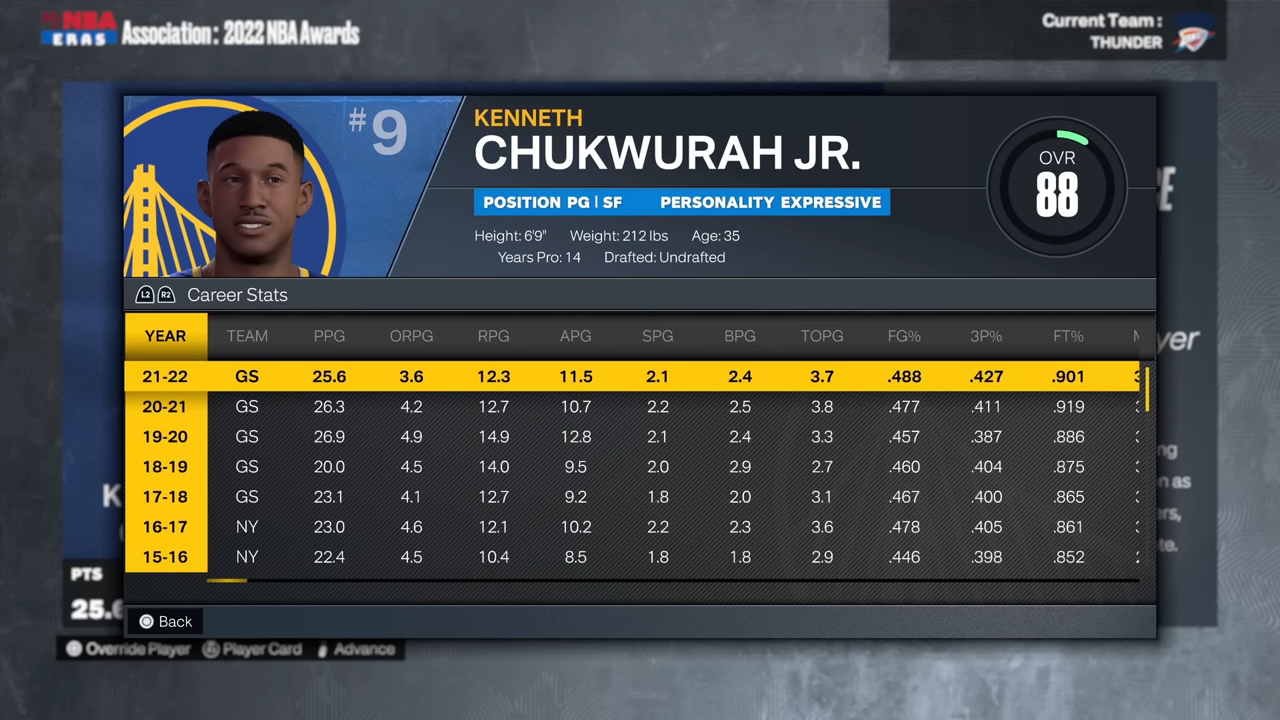 NBA
ERAS
Association: 2022 NBA Awards
Current Team :
THUNDER
#9
KENNETH
CHUKWURAH JR.
POSITION PG | SF PERSONALITY EXPRESSIVE
Height: 6'9" Weight: 212 lbs Age: 35
Years Pro: 14 Drafted: Undrafted
OVR
88
L2 R2 Career Stats
YEAR TEAM PPG ORPG RPG APG SPG BPG TOPG FG% 3P% FT%
21-22 GS 25.6 3.6 12.3 11.5 2.1 2.4 3.7 .488 .427 .901
20-21 GS 26.3 4.2 12.7 10.7 2.2 2.5 3.8 .477 .411 .919
19-20 GS 26.9 4.9 14.9 12.8 2.1 2.4 3.3 .457 .387 .886
18-19 GS 20.0 4.5 14.0 9.5 2.0 2.9 2.7 .460 .404 .875
17-18 GS 23.1 4.1 12.7 9.2 1.8 2.0 3.1 .467 .400 .865
16-17 NY 23.0 4.6 12.1 10.2 2.2 2.3 3.6 .478 .405 .861
15-16 NY 22.4 4.5 10.4 8.5 1.8 1.8 2.9 .446 .398 .852
PTS
Back
Override Player Player Card Advance